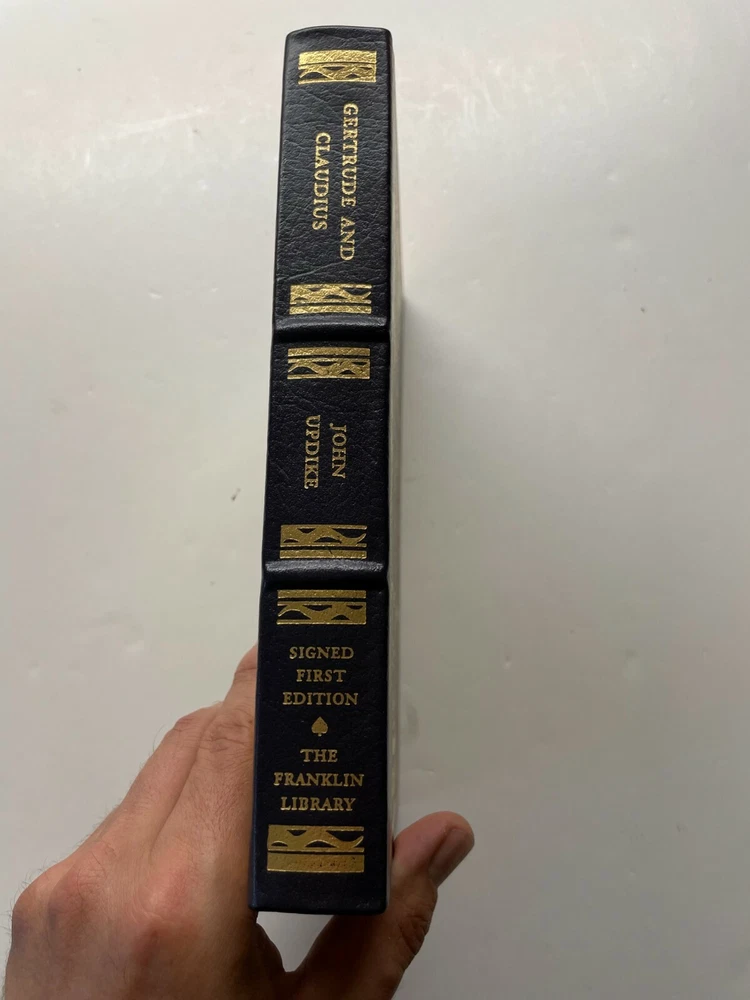 GERTRUDE AND
CLAUDIUS
JOHN
UPDIKE
SIGNED
FIRST
EDITION
THE
FRANKLIN
LIBRARY